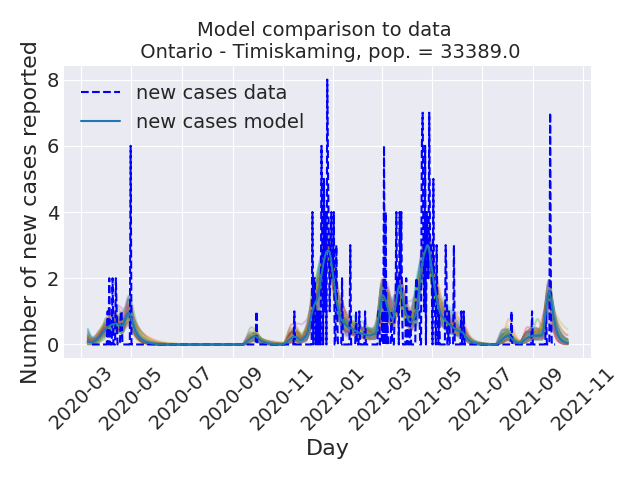 Model comparison to data
Ontario - Timiskaming, pop. = 33389.0
new cases data
new cases model
Number of new cases reported
8
6
4
2
0
2020-03
2020-05
2020-07
2020-09
2020-11
2021-01
2021-03
2021-05
2021-07
2021-09
2021-11
Day